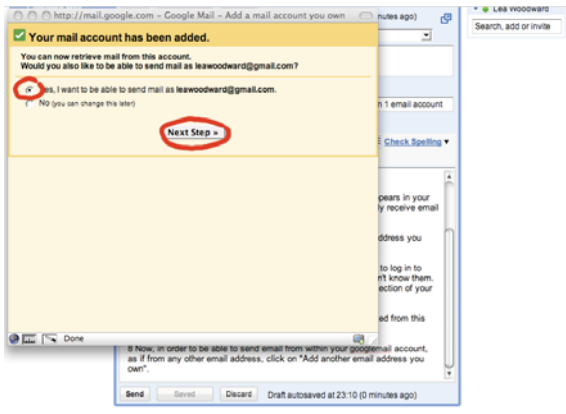 http://mail.google.com – Google Mail – Add a mail account you own
Your mail account has been added.
You can now retrieve mail from this account.
Would you also like to be able to send mail as leawoodward@gmail.com?
Yes, I want to be able to send mail as leawoodward@gmail.com.
No (you can change this later)
Next Step »
Done
nutes ago)
Lea Woodward
Search, add or invite
n 1 email account
Check Spelling ▼
ppears in your
ly receive email
ddress you
to log in to
n't know them.
ection of your
ed from this
8 Now, in order to be able to send email from within your googlemail account,
as if from any other email address, click on "Add another email address you
own".
Send Saved Discard Draft autosaved at 23:10 (0 minutes ago)